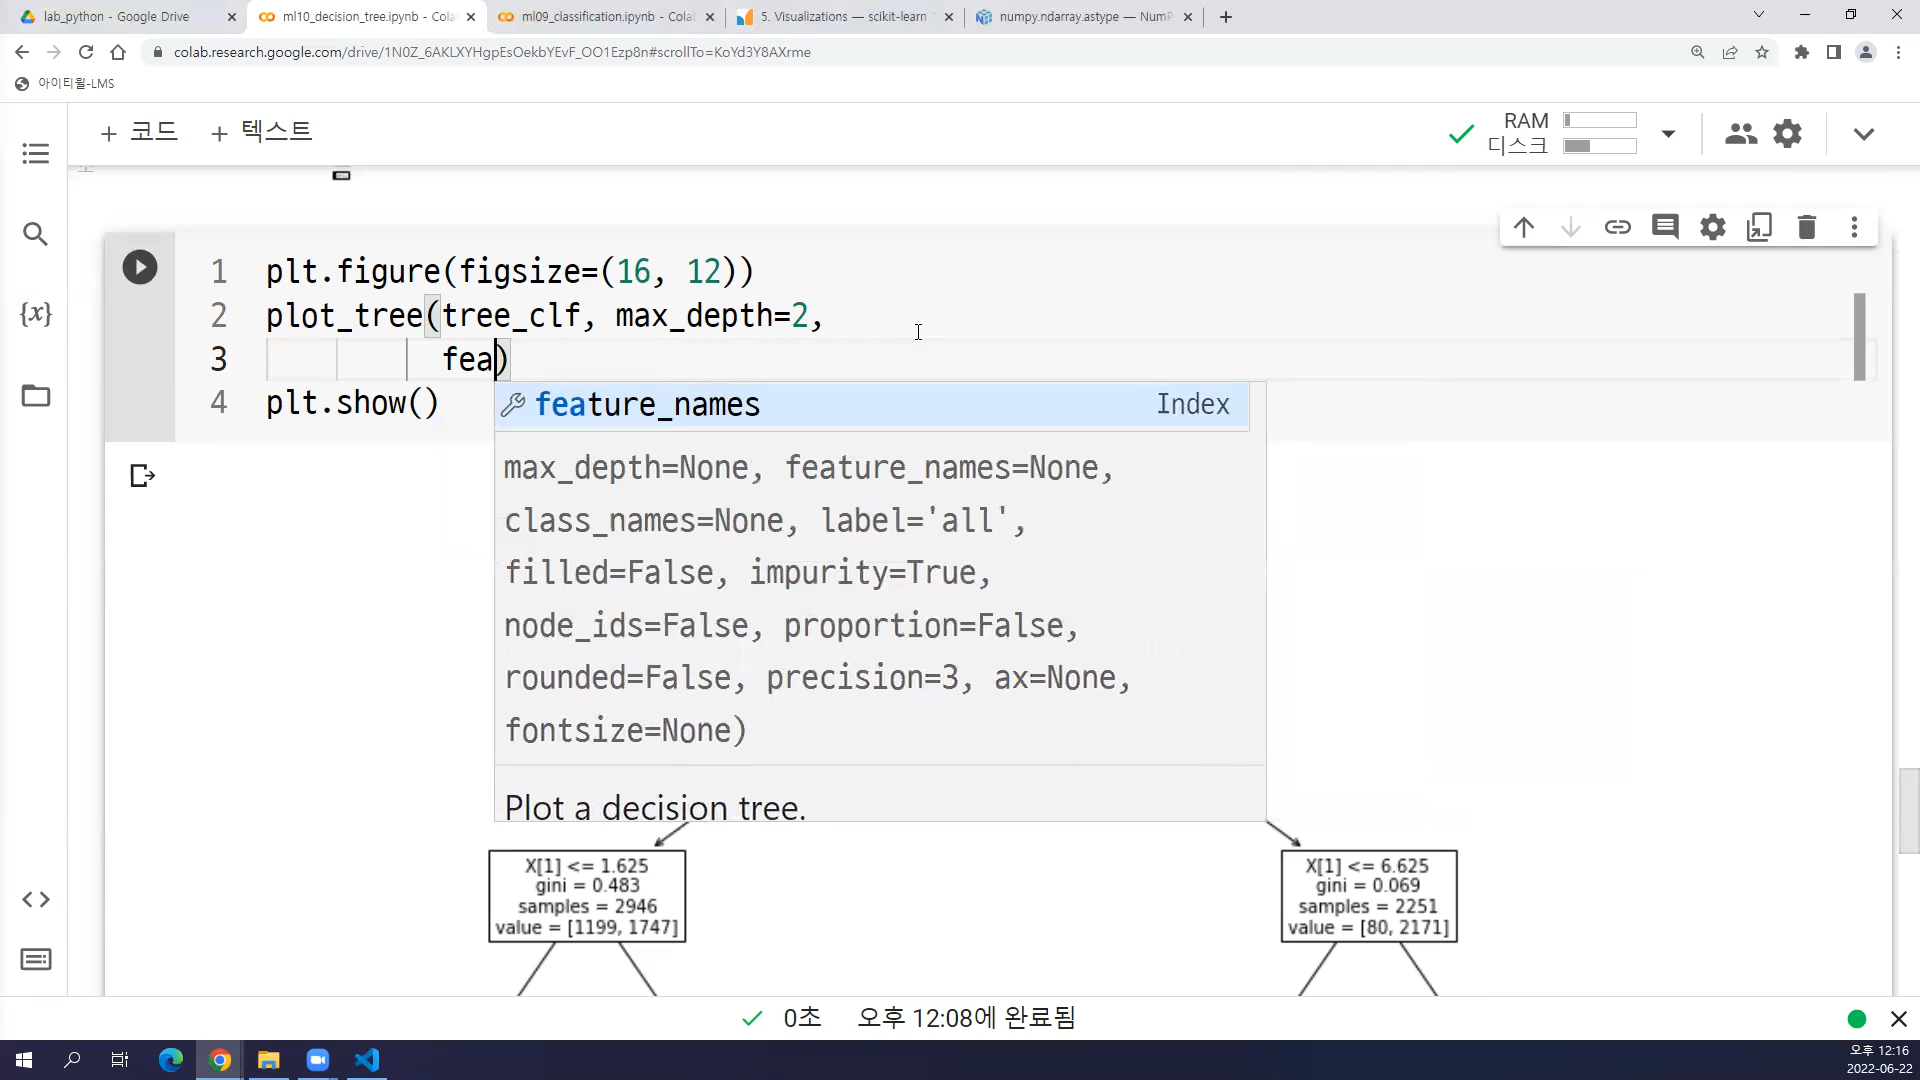 lab_python - Google Drive
ml10_decision_tree.ipynb - Cola
ml09_classification.ipynb - Cola
5. Visualizations — scikit-learn
numpy.ndarray.astype — NumP
colab.research.google.com/drive/1N0Z_6AKLXYHgpEsOekbYEvF_OO1Ezp8n#scrollTo=KoYd3Y8AXrme
아이티윌-LMS
+ 코드
+ 텍스트
RAM
디스크
{x}
1 plt.figure(figsize=(16, 12))
2 plot_tree(tree_clf, max_depth=2,
3 fea)
4 plt.show()
feature_names Index
max_depth=None, feature_names=None,
class_names=None, label='all',
filled=False, impurity=True,
node_ids=False, proportion=False,
rounded=False, precision=3, ax=None,
fontsize=None)
Plot a decision tree.
X[1] <= 1.625
gini = 0.483
samples = 2946
value = [1199, 1747]
X[1] <= 6.625
gini = 0.069
samples = 2251
value = [80, 2171]
0초 오후 12:08에 완료됨
오후 12:16
2022-06-22